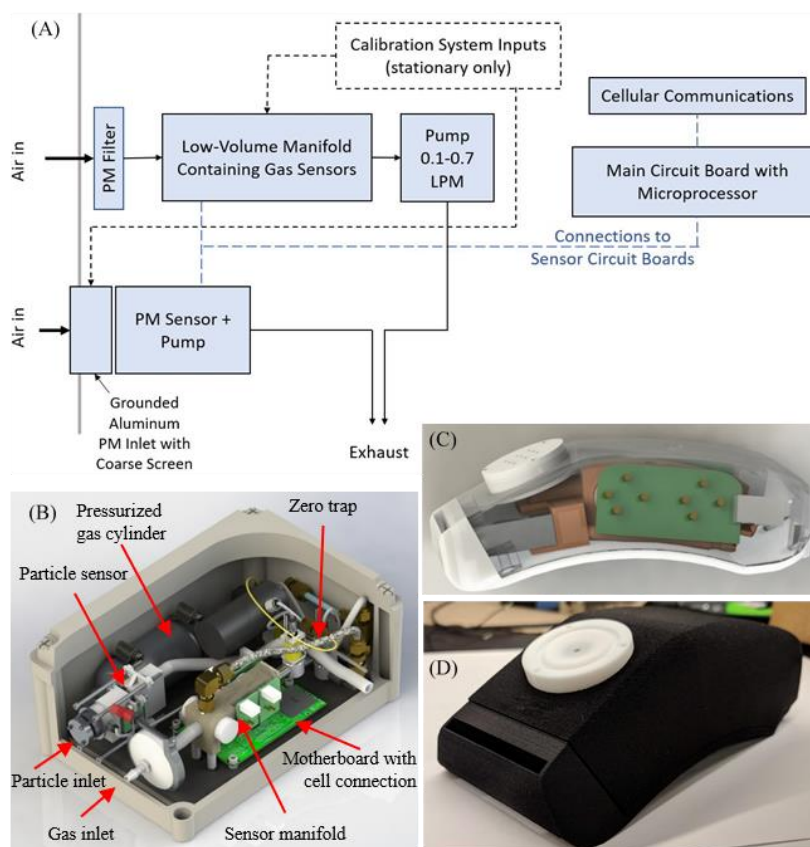 (A)
Calibration System Inputs
(stationary only)
Cellular Communications
Air in
PM Filter
Low-Volume Manifold
Containing Gas Sensors
Pump
0.1-0.7
LPM
Main Circuit Board with
Microprocessor
Connections to
Sensor Circuit Boards
Air in
PM Sensor +
Pump
Grounded
Aluminum
PM Inlet with
Coarse Screen
Exhaust
(B)
Pressurized
gas cylinder
Zero trap
Particle sensor
Particle inlet
Gas inlet
Sensor manifold
Motherboard with
cell connection
(C)
(D)